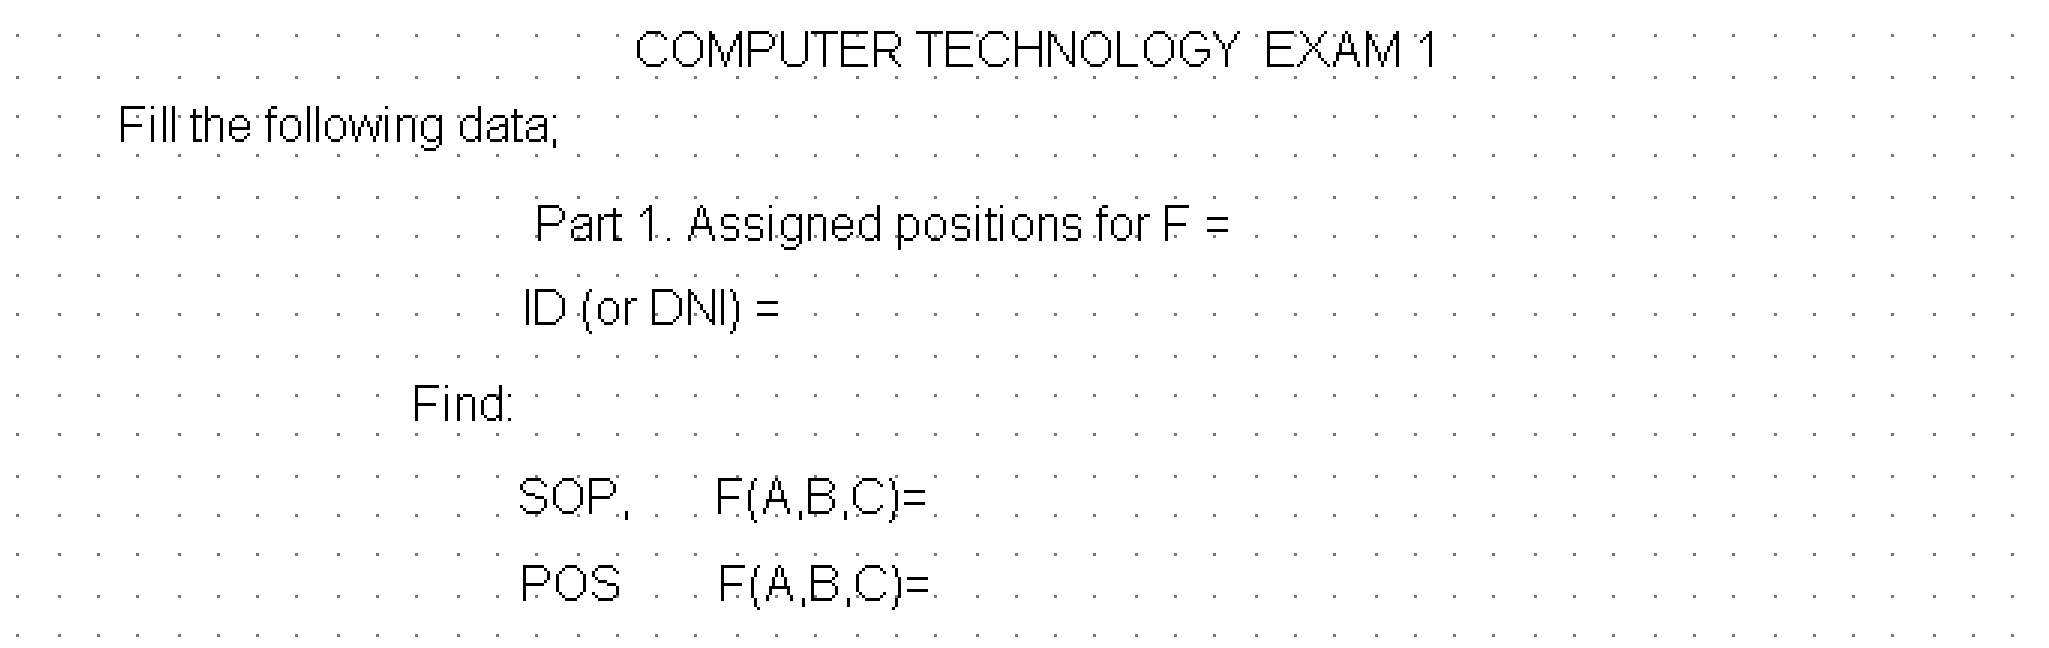 COMPUTER TECHNOLOGY EXAM 1
Fill the following data;
Part 1. Assigned positions for F =
ID (or DNI) =
Find:
SOP, F(A,B,C)=
POS F(A,B,C)=